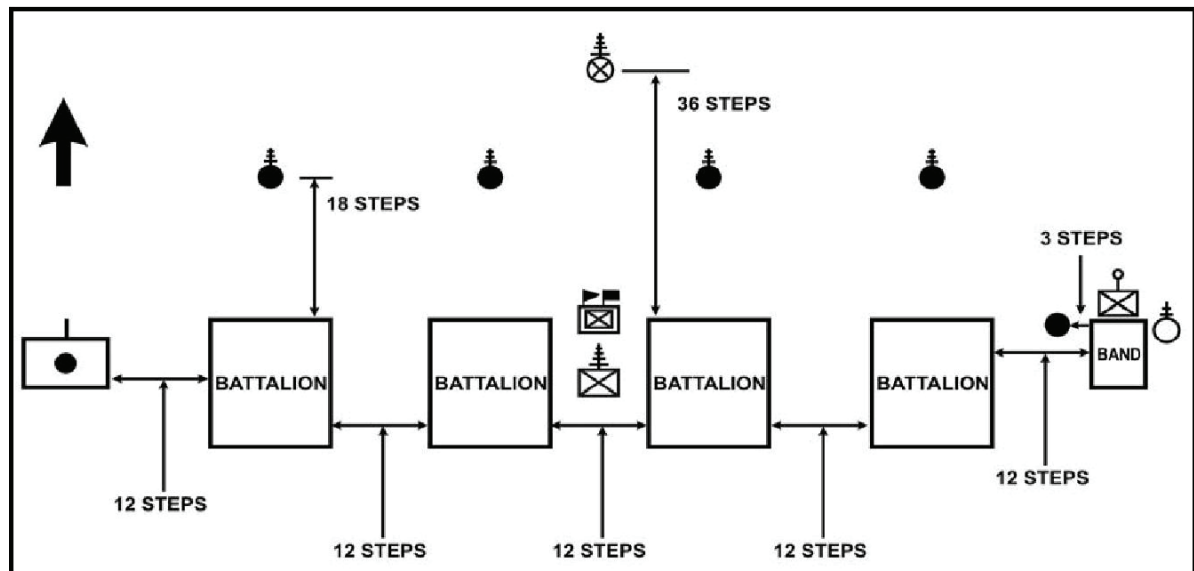 36 STEPS
18 STEPS
3 STEPS
BATTALION
BATTALION
BATTALION
BATTALION
BAND
12 STEPS
12 STEPS
12 STEPS
12 STEPS
12 STEPS